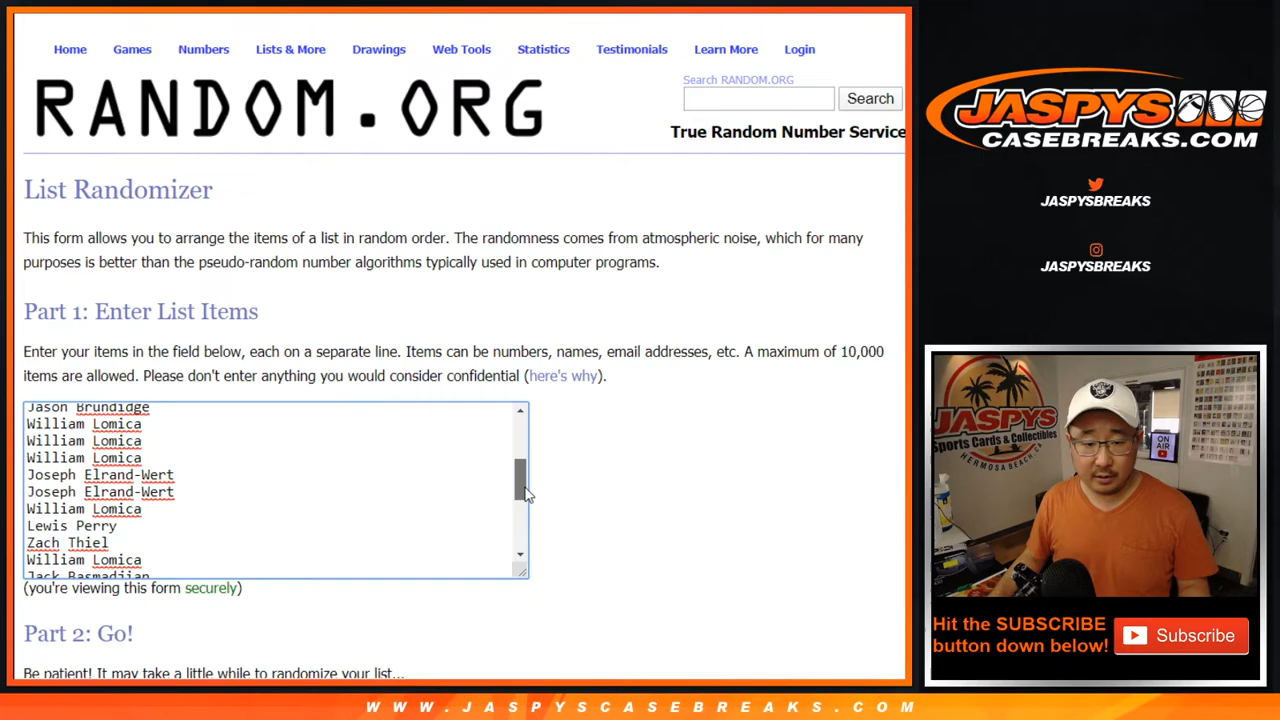 Home Games Numbers Lists & More Drawings Web Tools Statistics Testimonials Learn More Login
RANDOM.ORG
Search RANDOM.ORG
Search
True Random Number Service
List Randomizer
This form allows you to arrange the items of a list in random order. The randomness comes from atmospheric noise, which for many
purposes is better than the pseudo-random number algorithms typically used in computer programs.
Part 1: Enter List Items
Enter your items in the field below, each on a separate line. Items can be numbers, names, email addresses, etc. A maximum of 10,000
items are allowed. Please don't enter anything you would consider confidential (here's why).
Jason Brundidge
William Lomica
William Lomica
William Lomica
Joseph Elrand-Wert
Joseph Elrand-Wert
William Lomica
Lewis Perry
Zach Thiel
William Lomica
Jack Basmadjian
(you're viewing this form securely)
Part 2: Go!
Be patient! It may take a little while to randomize your list...
JASPYS
CASEBREAKS.COM
JASPYSBREAKS
JASPYSBREAKS
JASPYS
Sports Cards & Collectibles
HERMOSA BEACH, CA
ON
AIR
Hit the SUBSCRIBE
button down below!
Subscribe
WWW.JASPYSCASEBREAKS.COM